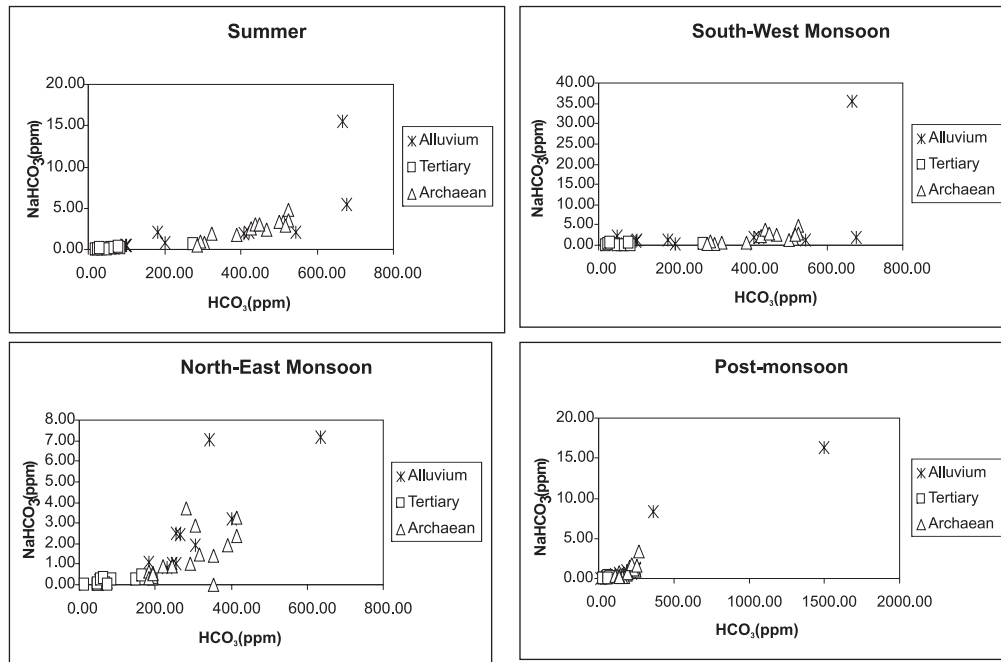 Summer
20.00
15.00
10.00
5.00
0.00
NaHCO3(ppm)
0.00 200.00 400.00 600.00 800.00
HCO3(ppm)
Alluvium
Tertiary
Archaean
South-West Monsoon
40.00
35.00
30.00
25.00
20.00
15.00
10.00
5.00
0.00
NaHCO3(ppm)
0.00 200.00 400.00 600.00 800.00
HCO3(ppm)
Alluvium
Tertiary
Archaean
North-East Monsoon
8.00
7.00
6.00
5.00
4.00
3.00
2.00
1.00
0.00
NaHCO3(ppm)
0.00 200.00 400.00 600.00 800.00
HCO3(ppm)
Alluvium
Tertiary
Archaean
Post-monsoon
20.00
15.00
10.00
5.00
0.00
NaHCO3(ppm)
0.00 500.00 1000.00 1500.00 2000.00
HCO3(ppm)
Alluvium
Tertiary
Archaean